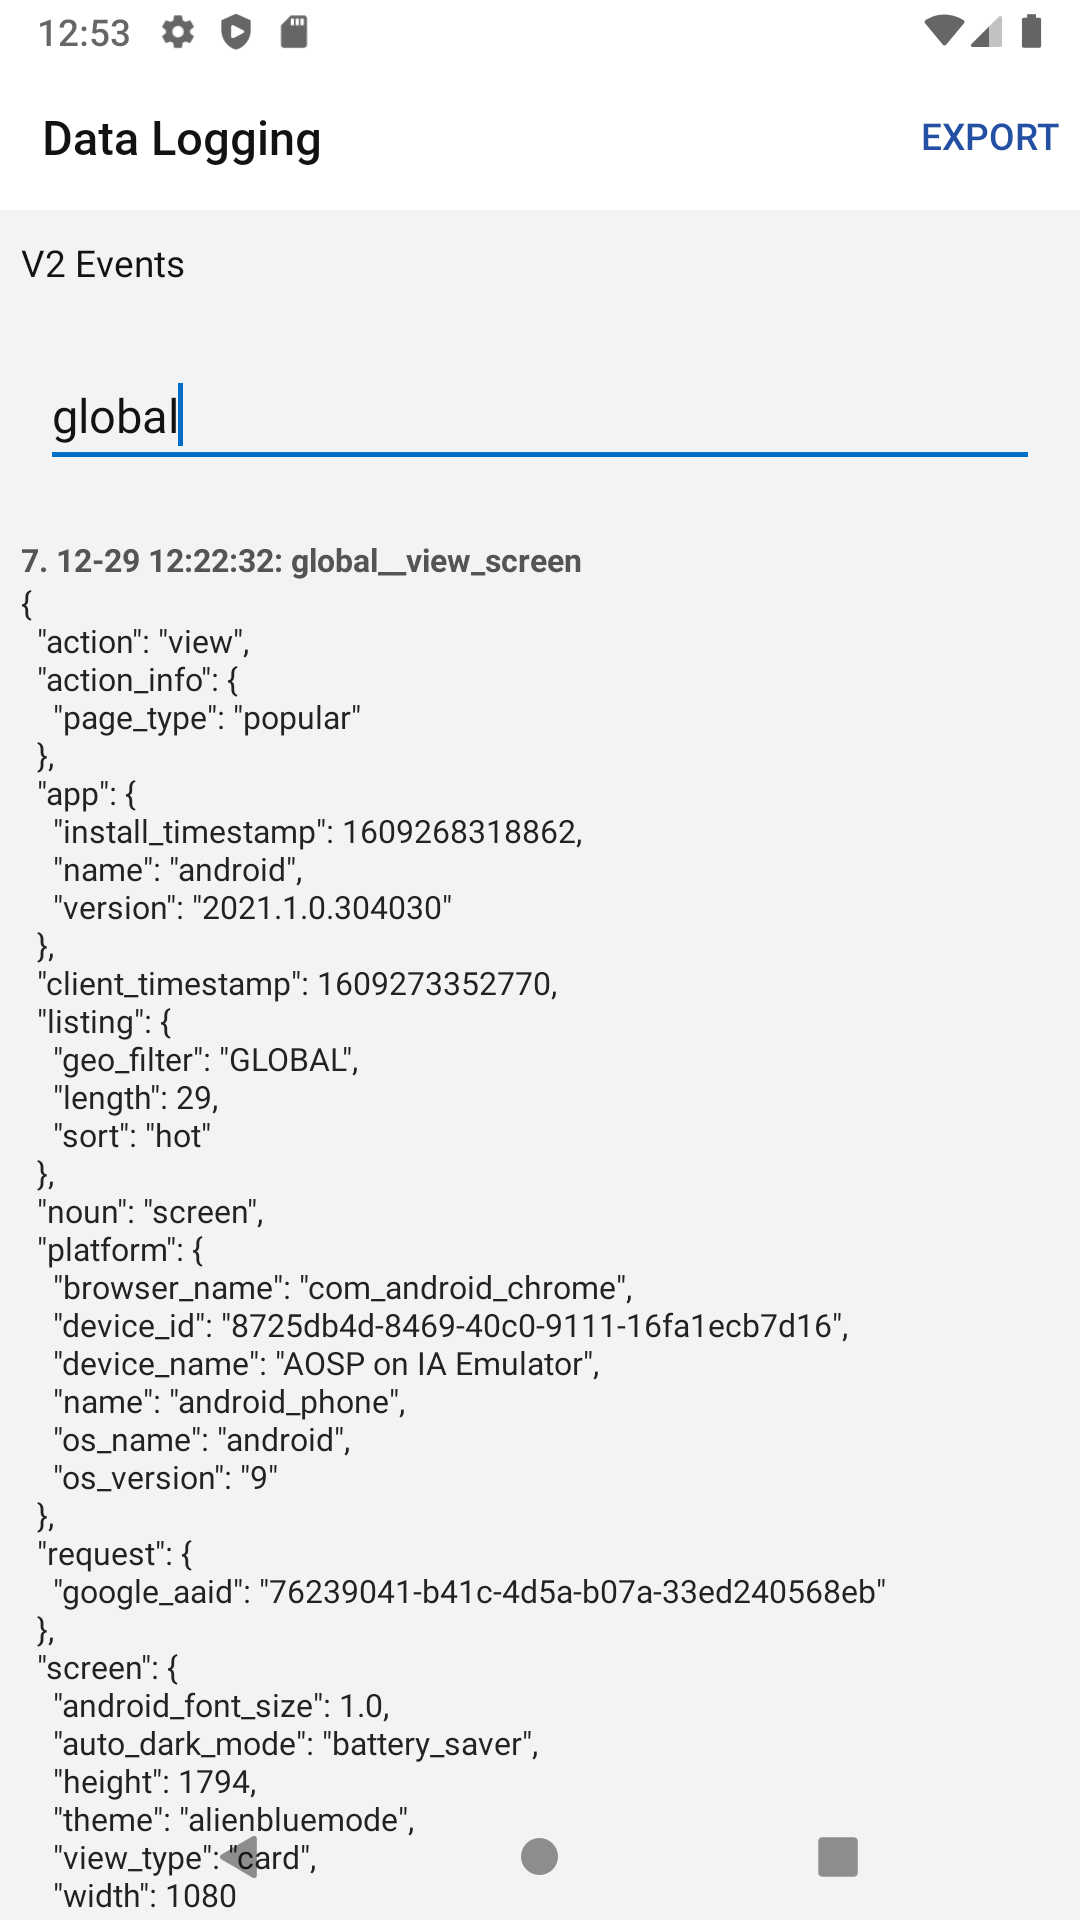 12:53
Data Logging
EXPORT
V2 Events
global
7. 12-29 12:22:32: global__view_screen
{
"action": "view",
"action_info": {
"page_type": "popular"
},
"app": {
"install_timestamp": 1609268318862,
"name": "android",
"version": "2021.1.0.304030"
},
"client_timestamp": 1609273352770,
"listing": {
"geo_filter": "GLOBAL",
"length": 29,
"sort": "hot"
},
"noun": "screen",
"platform": {
"browser_name": "com_android_chrome",
"device_id": "8725db4d-8469-40c0-9111-16fa1ecb7d16",
"device_name": "AOSP on IA Emulator",
"name": "android_phone",
"os_name": "android",
"os_version": "9"
},
"request": {
"google_aaid": "76239041-b41c-4d5a-b07a-33ed240568eb"
},
"screen": {
"android_font_size": 1.0,
"auto_dark_mode": "battery_saver",
"height": 1794,
"theme": "alienbluemode",
"view_type": "card",
"width": 1080